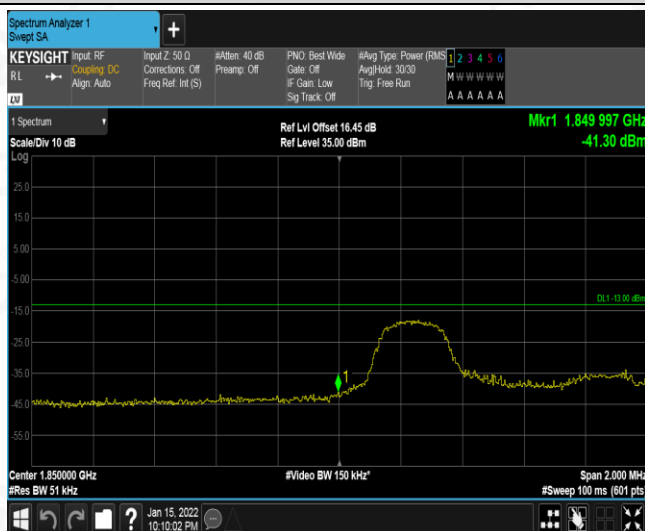 Spectrum Analyzer 1
Swept SA
+
KEYSIGHT
RL
LXI
Input: RF
Coupling: DC
Align: Auto
Input Z: 50 Ω
Corrections: Off
Freq Ref: Int (S)
#Atten: 40 dB
Preamp: Off
PNO: Best Wide
Gate: Off
IF Gain: Low
Sig Track: Off
#Avg Type: Power (RMS
Avg|Hold: 30/30
Trig: Free Run
1 2 3 4 5 6
M W W W W W
A A A A A A
1 Spectrum
Scale/Div 10 dB
Log
Ref Lvl Offset 16.45 dB
Ref Level 35.00 dBm
Mkr1 1.849 997 GHz
-41.30 dBm
25.0
15.0
5.00
-5.00
DL1 -13.00 dBm
-15.0
-25.0
-35.0
1
-45.0
-55.0
Center 1.850000 GHz
#Res BW 51 kHz
#Video BW 150 kHz*
Span 2.000 MHz
#Sweep 100 ms (601 pts)
?
Jan 15, 2022
10:10:02 PM